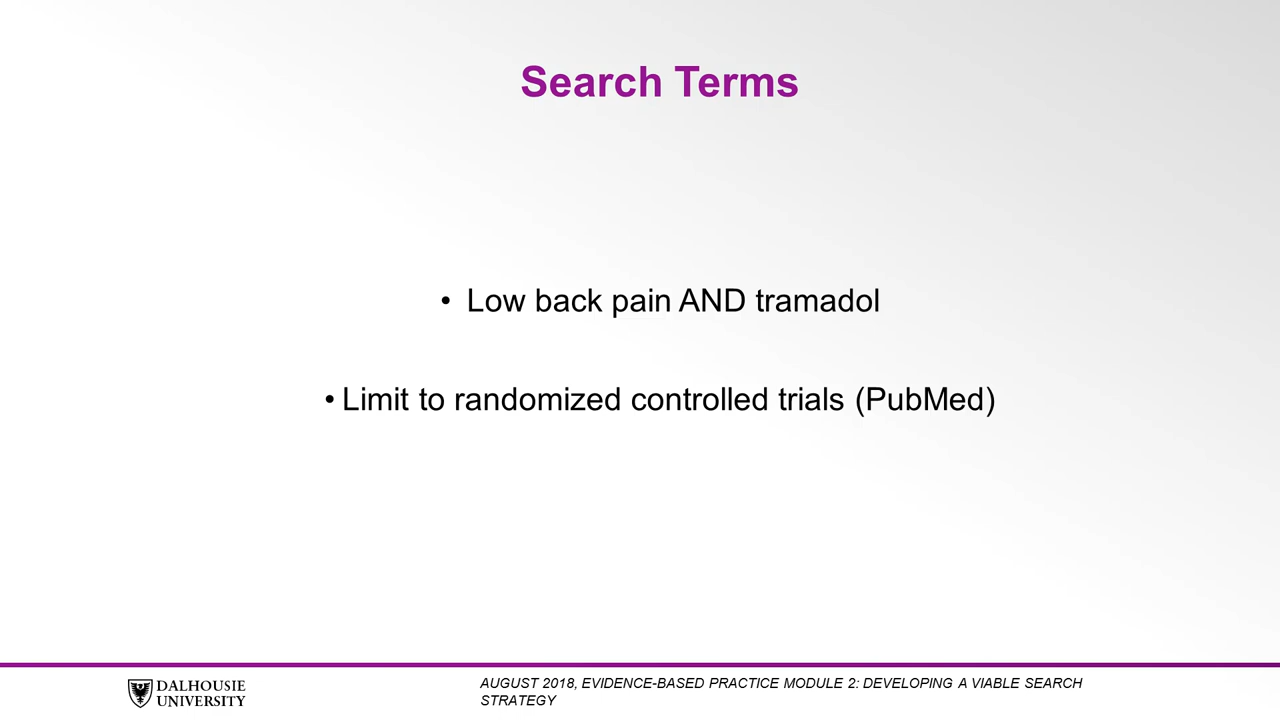 Search Terms
• Low back pain AND tramadol
• Limit to randomized controlled trials (PubMed)
DALHOUSIE
UNIVERSITY
AUGUST 2018, EVIDENCE-BASED PRACTICE MODULE 2: DEVELOPING A VIABLE SEARCH
STRATEGY